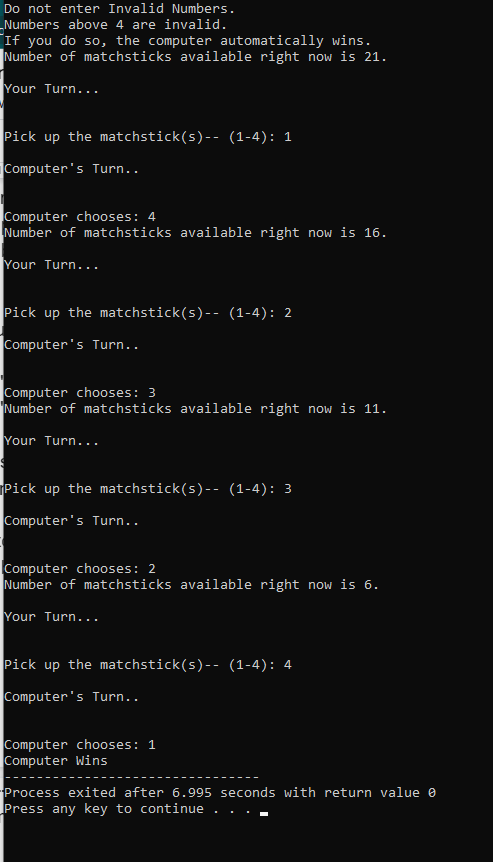 Do not enter Invalid Numbers.
Numbers above 4 are invalid.
If you do so, the computer automatically wins.
Number of matchsticks available right now is 21.
Your Turn...
Pick up the matchstick(s)-- (1-4): 1
Computer's Turn..
Computer chooses: 4
Number of matchsticks available right now is 16.
Your Turn...
Pick up the matchstick(s)-- (1-4): 2
Computer's Turn..
Computer chooses: 3
Number of matchsticks available right now is 11.
Your Turn...
Pick up the matchstick(s)-- (1-4): 3
Computer's Turn..
Computer chooses: 2
Number of matchsticks available right now is 6.
Your Turn...
Pick up the matchstick(s)-- (1-4): 4
Computer's Turn..
Computer chooses: 1
Computer Wins
--------------------------------
Process exited after 6.995 seconds with return value 0
Press any key to continue . . .